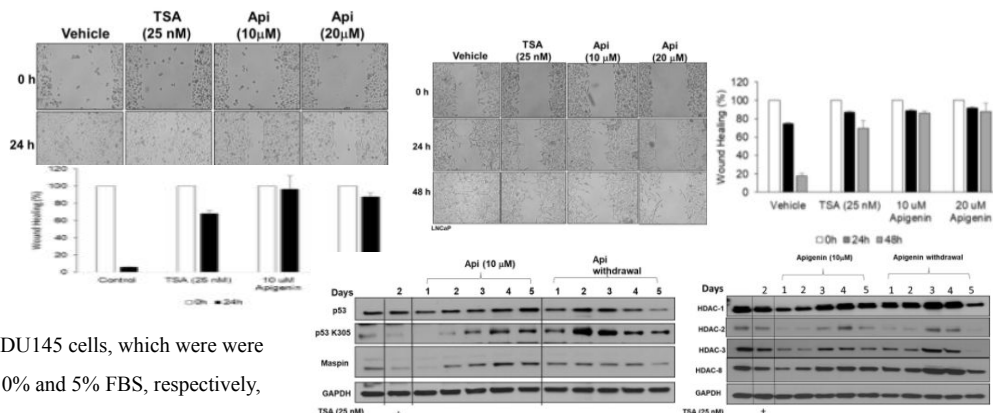 TSA Api Api
Vehicle (25 nM) (10µM) (20µM)
0 h
24 h
Wound Healing (%)
120
100
80
60
40
20
0
Control TSA (25 nM) 10 uM
Apigenin
0h 24h
TSA Api Api
Vehicle (25 nM) (10 µM) (20 µM)
0 h
24 h
48 h
LNCaP
Wound Healing (%)
120
100
80
60
40
20
0
Vehicle TSA (25 nM) 10 uM 20 uM
Apigenin Apigenin
0h 24h 48h
DU145 cells, which were were
0% and 5% FBS, respectively,
Api (10 µM) Api
withdrawal
Days 2 1 2 3 4 5 1 2 3 4 5
p53
p53 K305
Maspin
GAPDH
TSA (25 nM)
Apigenin (10µM) Apigenin withdrawal
Days 2 1 2 3 4 5 1 2 3 4 5
HDAC-1
HDAC-2
HDAC-3
HDAC-8
GAPDH
TSA (25 nM) +